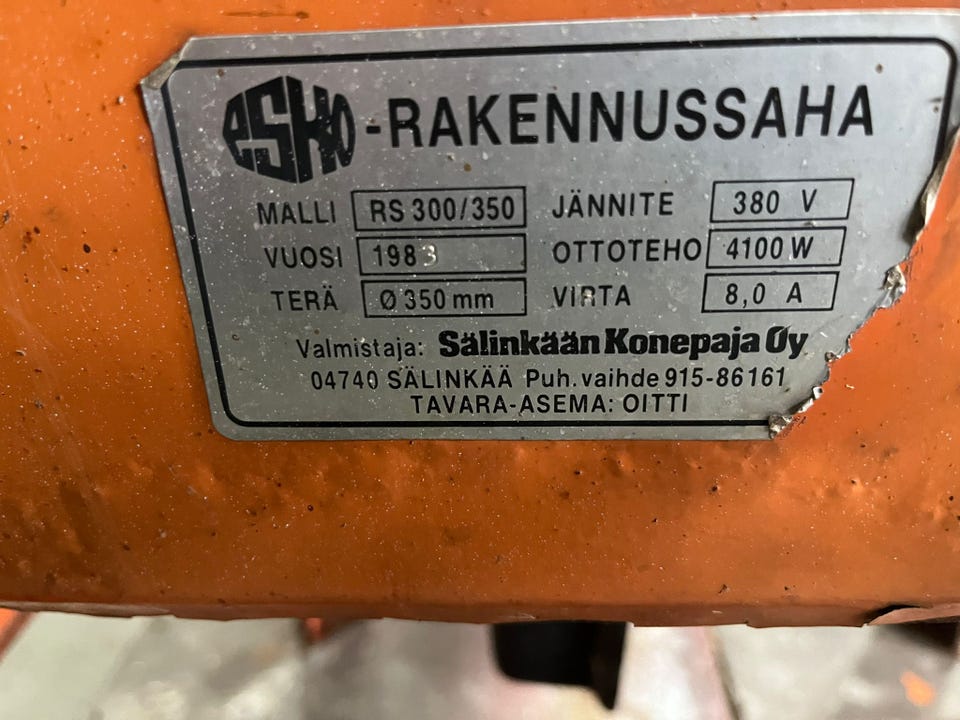 esko -RAKENNUSSAHA
MALLI RS 300/350 JÄNNITE 380 V
VUOSI 1983 OTTOTEHO 4100 W
TERÄ Ø 350 mm VIRTA 8,0 A
Valmistaja: Sälinkään Konepaja Oy
04740 SÄLINKÄÄ Puh. vaihde 915-86161
TAVARA-ASEMA: OITTI